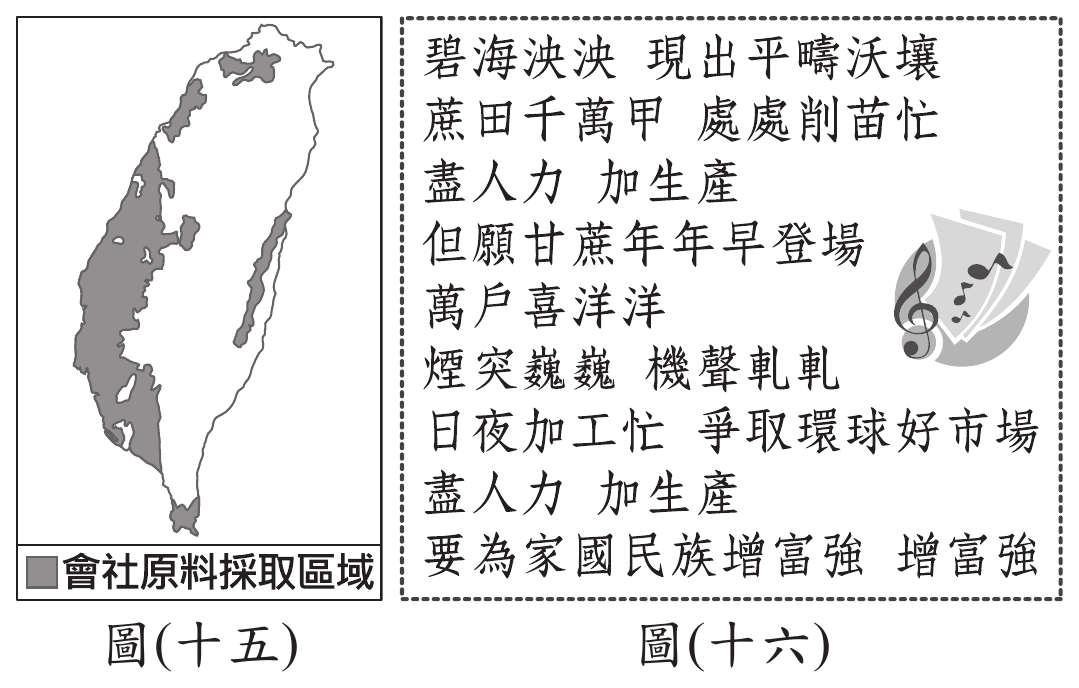 會社原料採取區域
圖(十五)
碧海泱泱 現出平疇沃壤
蔗田千萬甲 處處削苗忙
盡人力 加生產
但願甘蔗年年早登場
萬戶喜洋洋
煙突巍巍 機聲軋軋
日夜加工忙 爭取環球好市場
盡人力 加生產
要為家國民族增富強 增富強
圖(十六)